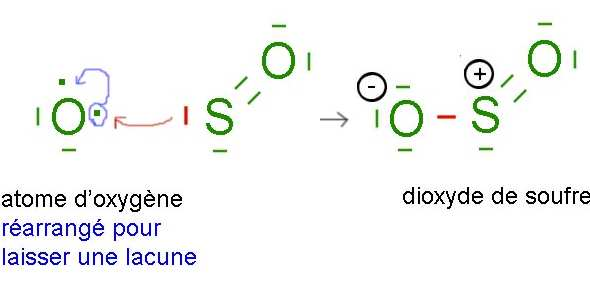 O S O O S O
- +
atome d'oxygène
réarrangé pour
laisser une lacune
dioxyde de soufre